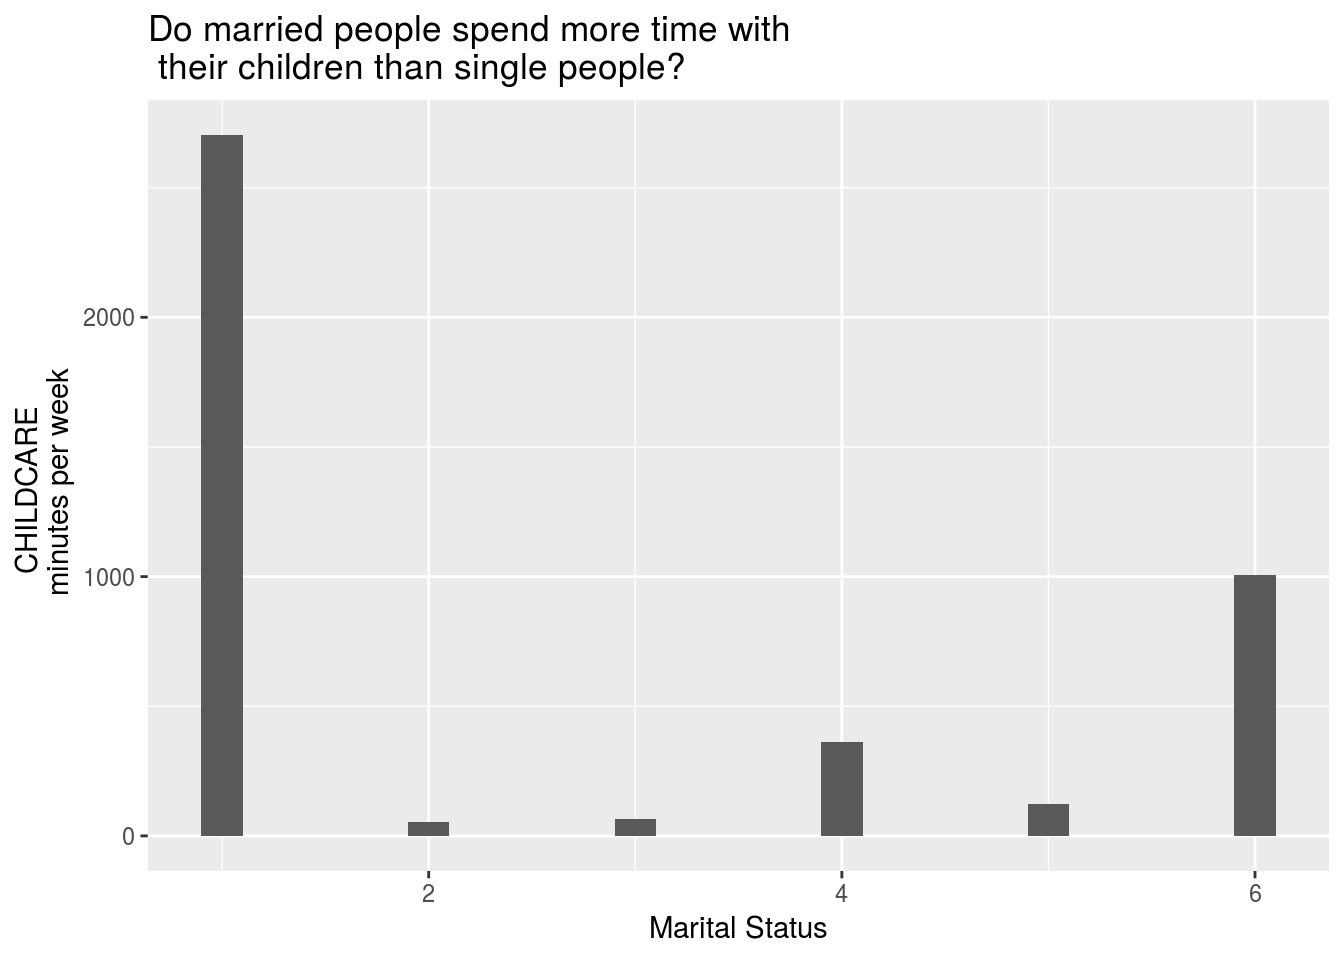 Do married people spend more time with
their children than single people?
CHILDCARE
minutes per week
2000
1000
0
2
4
6
Marital Status